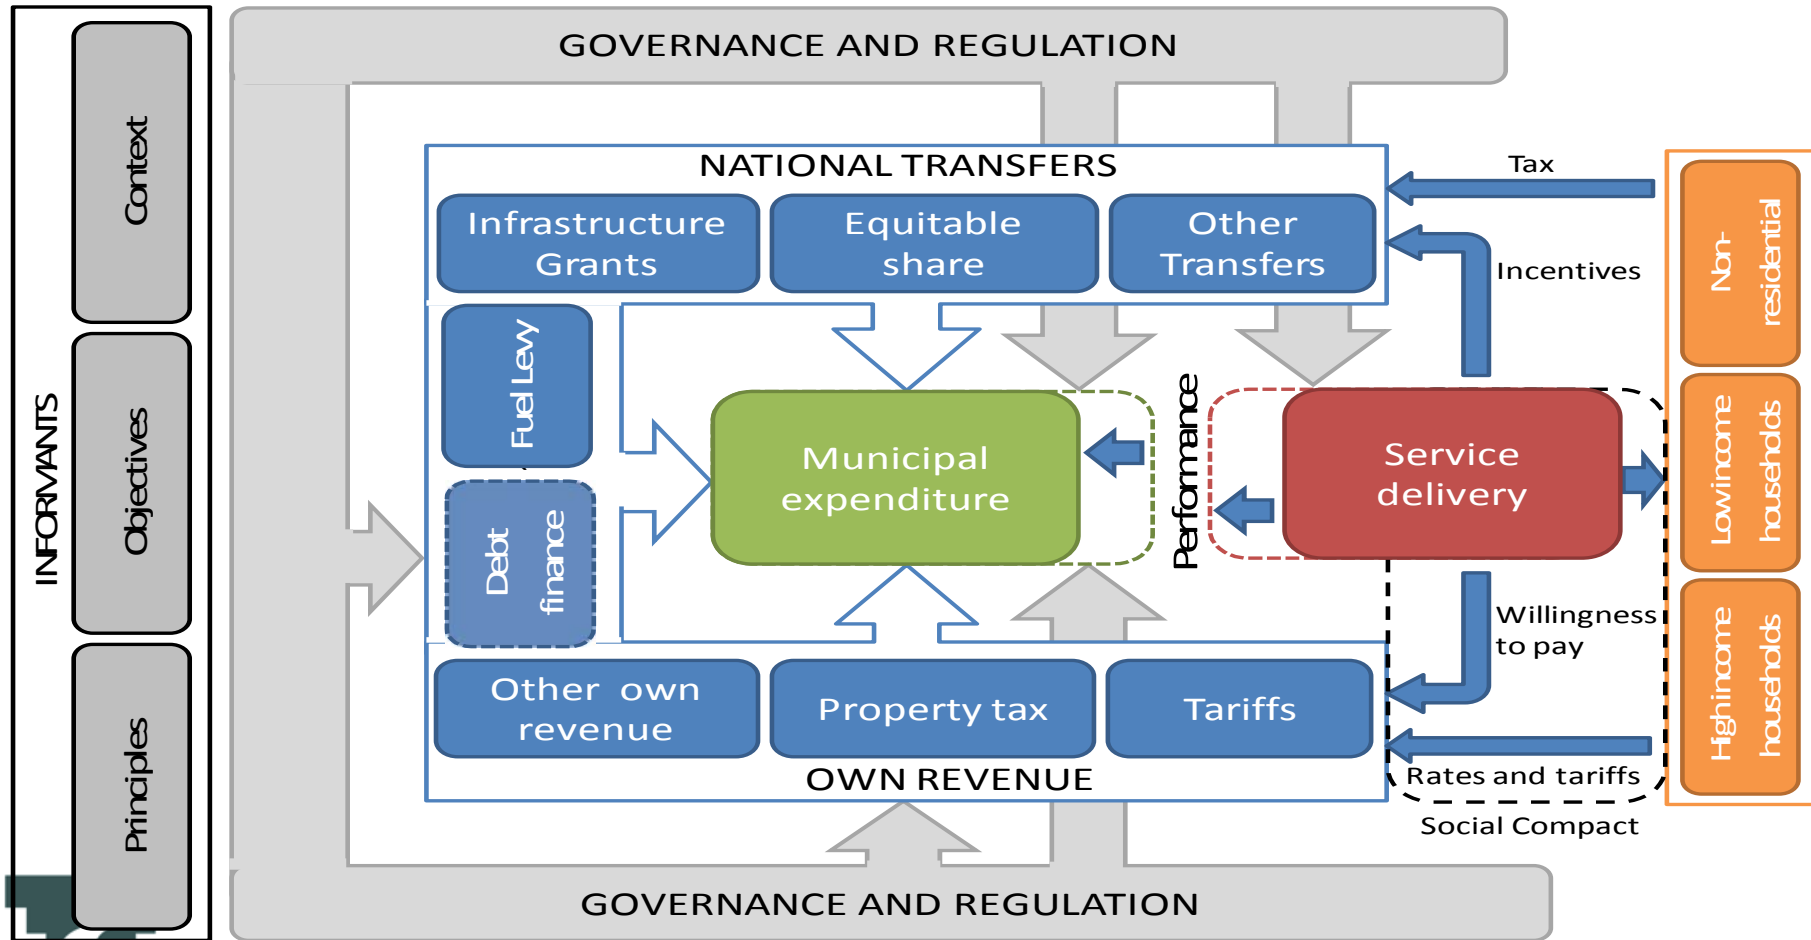 INFORMANTS
Context
Objectives
Principles
GOVERNANCE AND REGULATION
NATIONAL TRANSFERS
Infrastructure
Grants
Equitable
share
Other
Transfers
Fuel Levy
Debt
finance
Municipal
expenditure
Performance
Service
delivery
Tax
Incentives
Willingness
to pay
Rates and tariffs
Social Compact
Non-
residential
Low income
households
High income
households
Other own
revenue
Property tax
Tariffs
OWN REVENUE
GOVERNANCE AND REGULATION